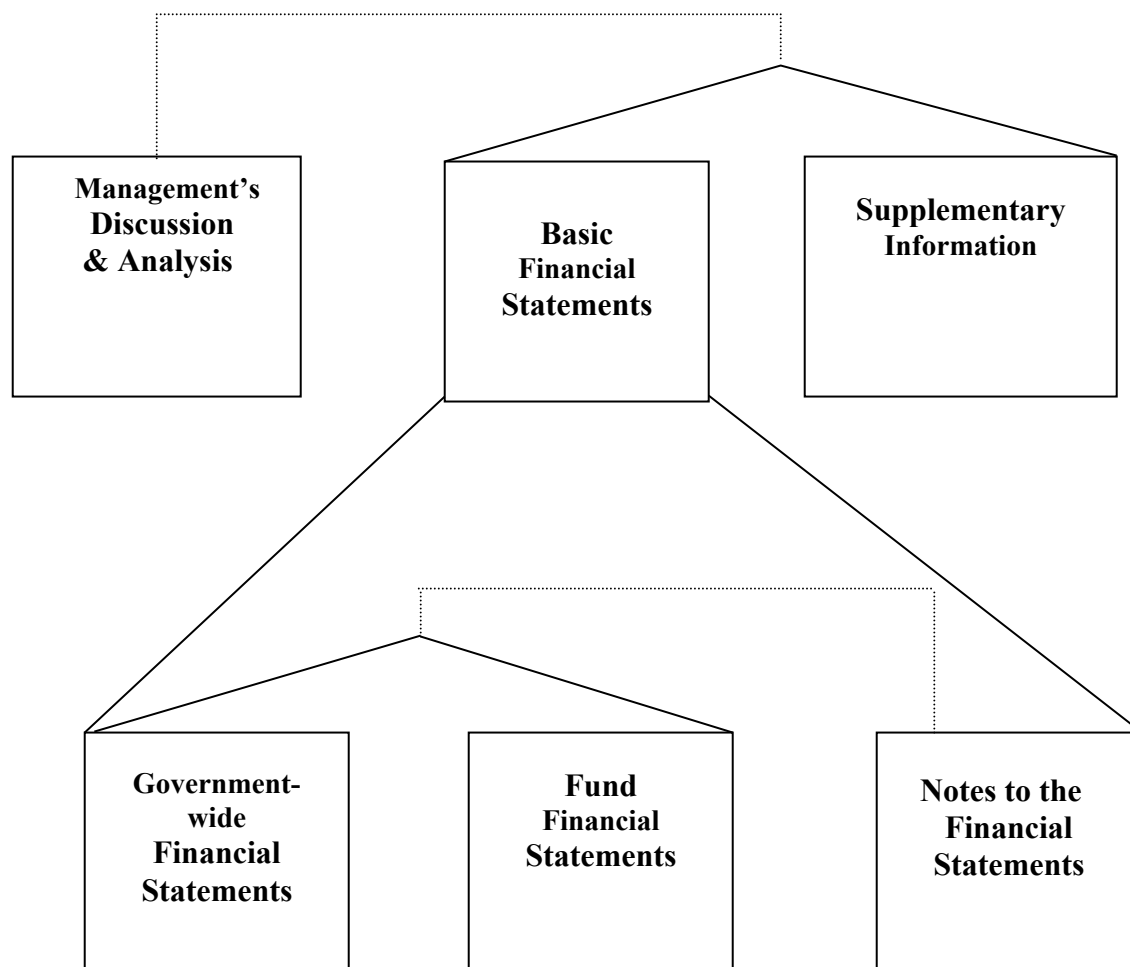 Management’s
Discussion
& Analysis
Basic
Financial
Statements
Supplementary
Information
Government-
wide
Financial
Statements
Fund
Financial
Statements
Notes to the
Financial
Statements